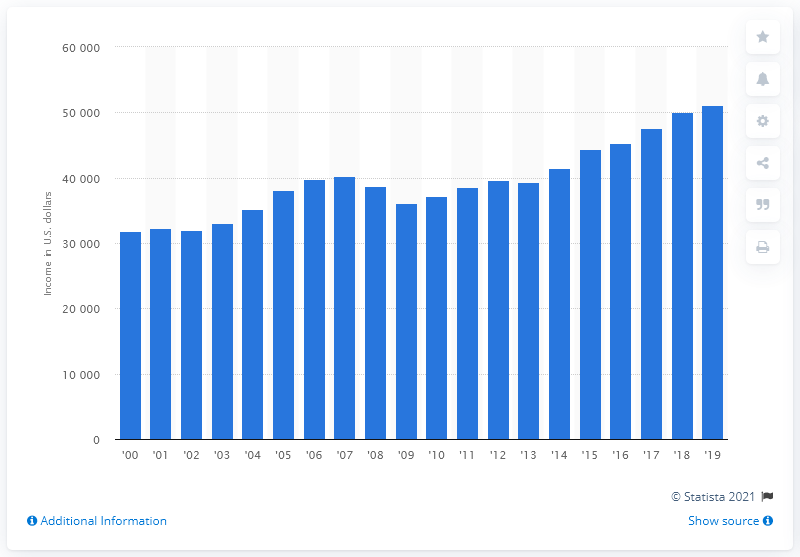 60 000
50 000
40 000
30 000
20 000
10 000
0
Income in U.S. dollars
'00 '01 '02 '03 '04 '05 '06 '07 '08 '09 '10 '11 '12 '13 '14 '15 '16 '17 '18 '19
© Statista 2021
Additional Information
Show source